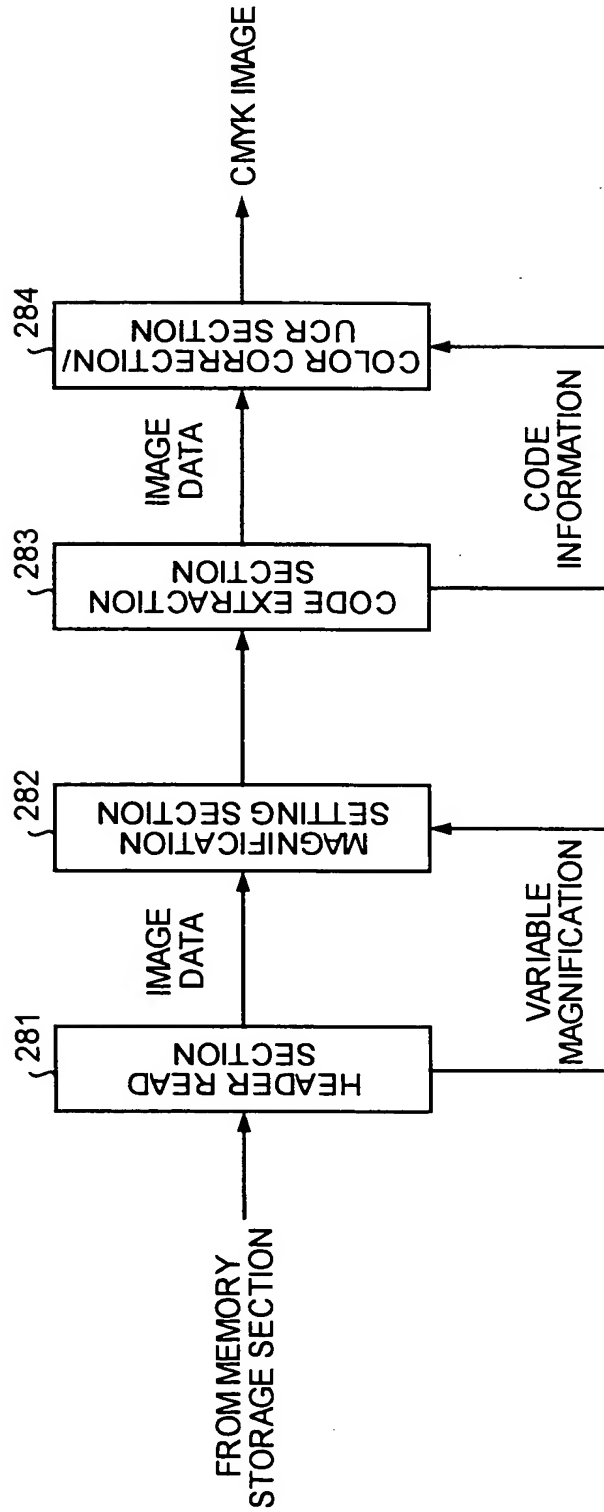 FROM MEMORY
STORAGE SECTION
281
HEADER READ
SECTION
IMAGE
DATA
VARIABLE
MAGNIFICATION
282
MAGNIFICATION
SETTING SECTION
283
CODE EXTRACTION
SECTION
IMAGE
DATA
CODE
INFORMATION
284
COLOR CORRECTION/
UCR SECTION
CMYK IMAGE